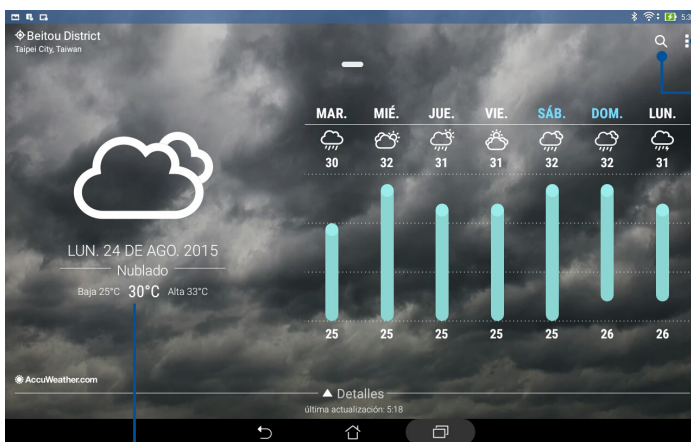 5:3
Beitou District
Taipei City, Taiwan
MAR. MIÉ. JUE. VIE. SÁB. DOM. LUN.
30 32 31 31 32 32 31
LUN. 24 DE AGO. 2015
Nublado
Baja 25°C 30°C Alta 33°C
25 25 25 25 25 26 26
AccuWeather.com
Detalles
última actualización: 5:18